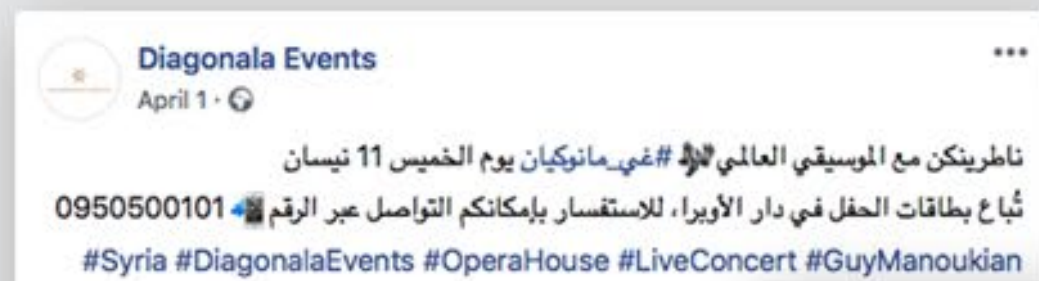 Diagonala Events
April 1 ·
ناطرينكن مع الموسيقي العالمي #غي_مانوكيان يوم الخميس 11 نيسان
تُباع بطاقات الحفل في دار الأوبرا، للاستفسار بإمكانكم التواصل عبر الرقم 0950500101
#Syria #DiagonalaEvents #OperaHouse #LiveConcert #GuyManoukian